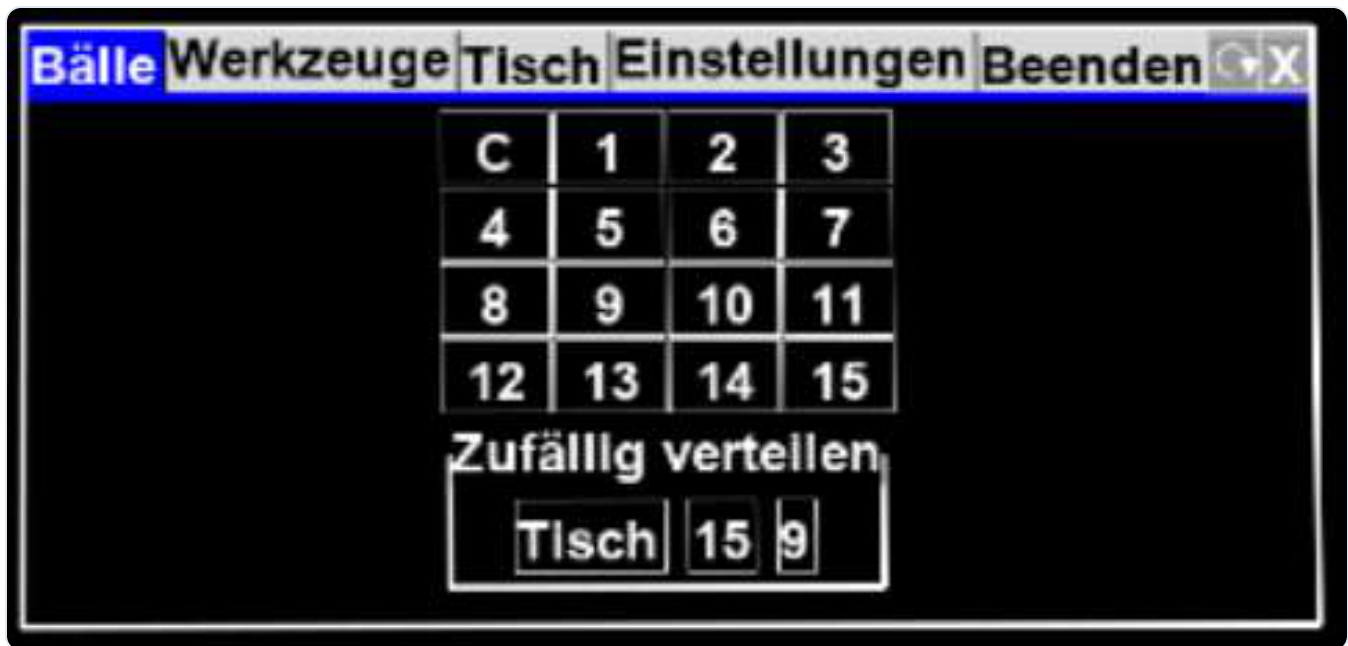 Bälle Werkzeuge Tisch Einstellungen Beenden X
C 1 2 3
4 5 6 7
8 9 10 11
12 13 14 15
Zufällig verteilen
Tisch 15 9